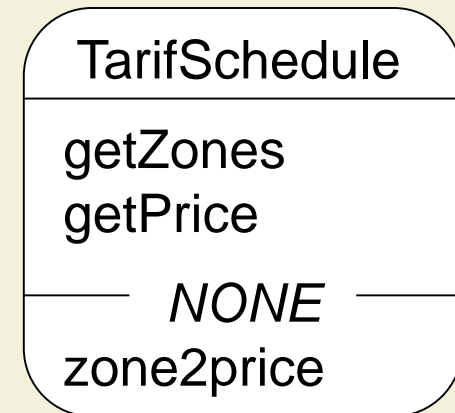 TarifSchedule
getZones
getPrice
NONE
zone2price